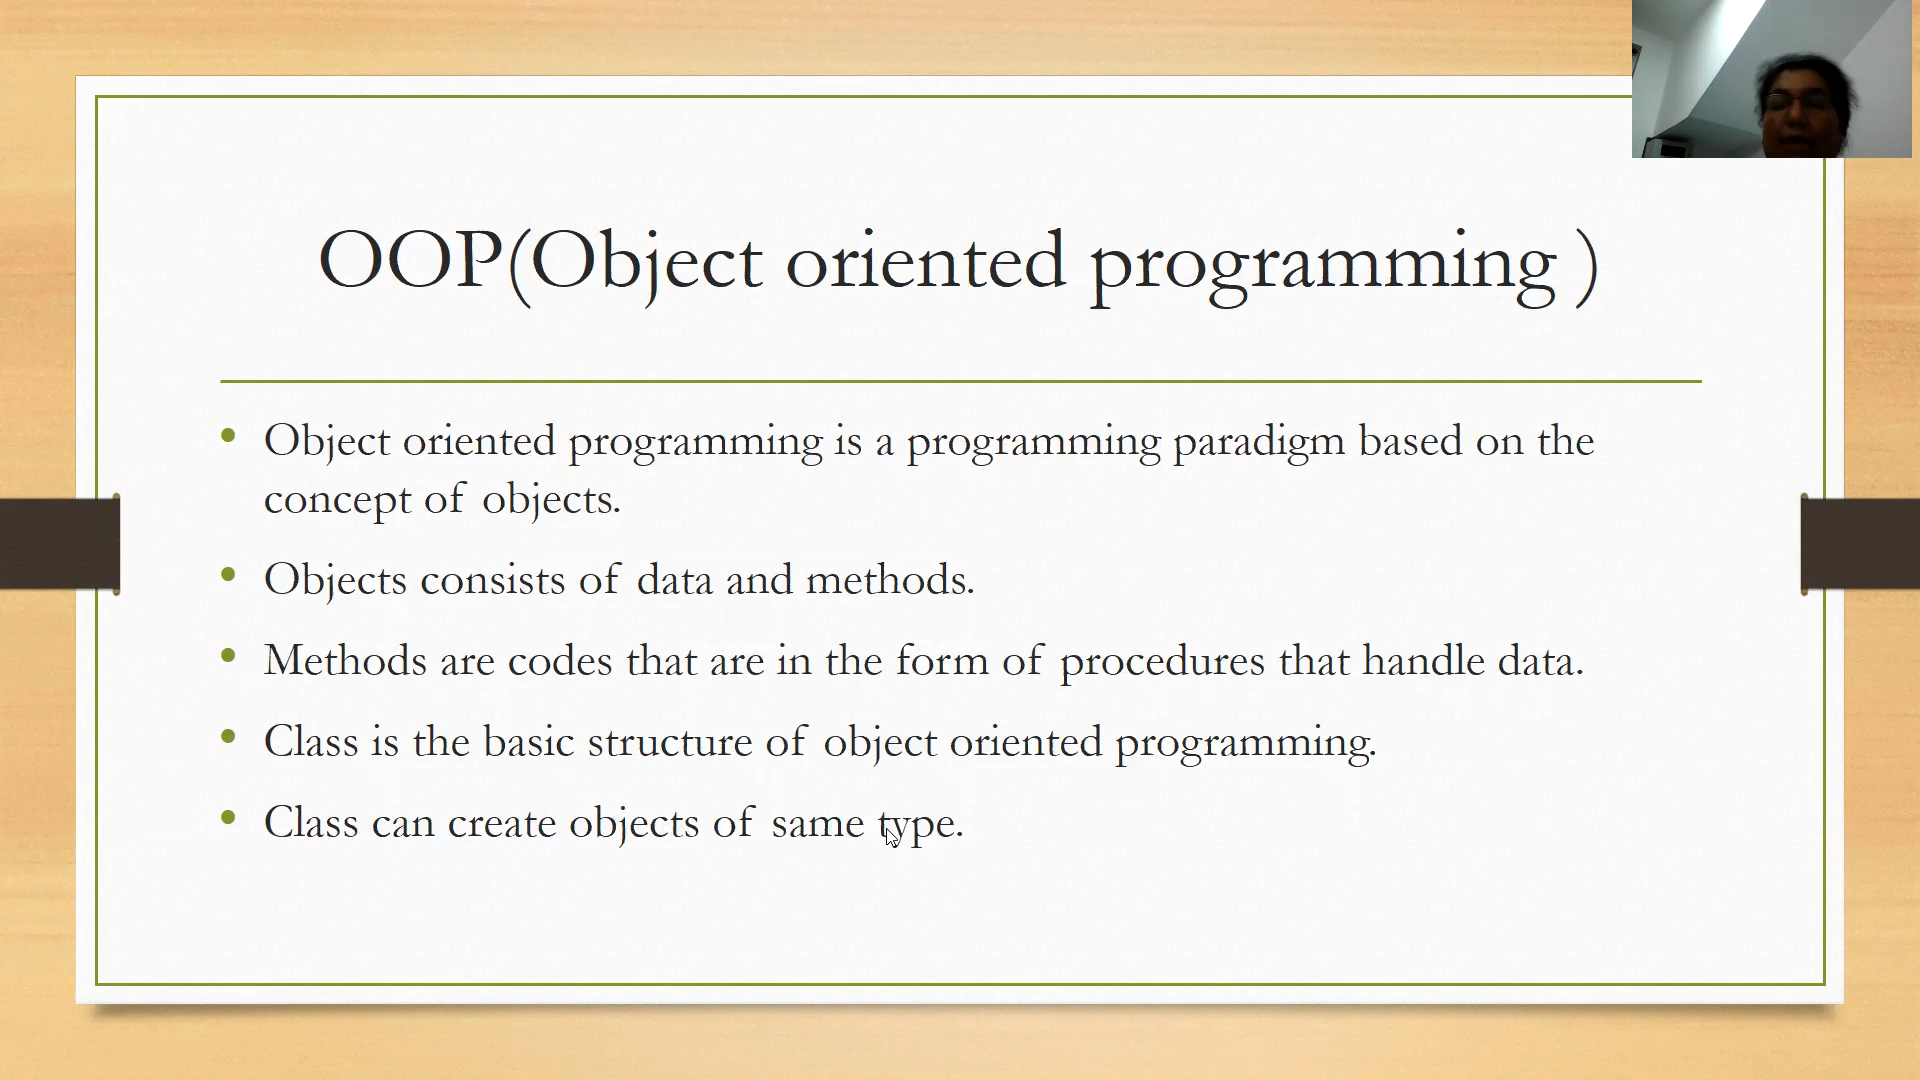 OOP(Object oriented programming )
Object oriented programming is a programming paradigm based on the
concept of objects.
Objects consists of data and methods.
Methods are codes that are in the form of procedures that handle data.
Class is the basic structure of object oriented programming.
Class can create objects of same type.